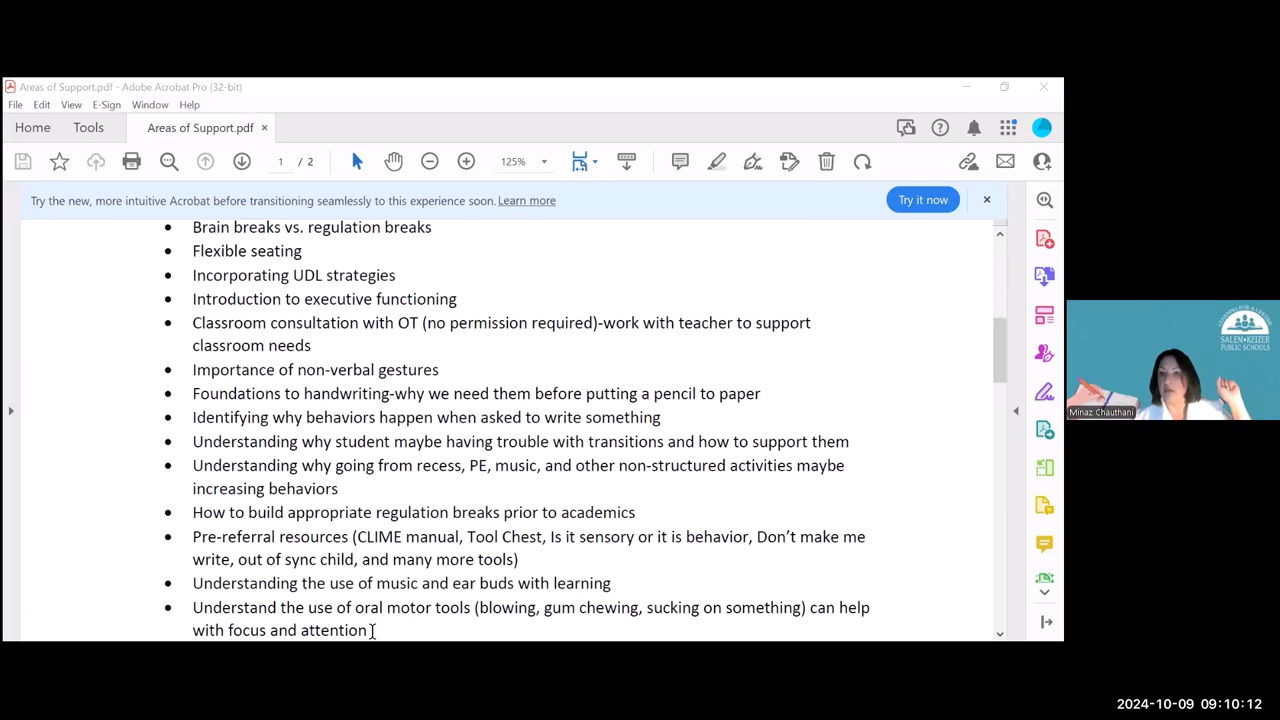 Areas of Support.pdf - Adobe Acrobat Pro (32-bit)
File Edit View E-Sign Window Help
Home Tools Areas of Support.pdf ×
1 / 2 125%
Try the new, more intuitive Acrobat before transitioning seamlessly to this experience soon. Learn more Try it now
• Brain breaks vs. regulation breaks
• Flexible seating
• Incorporating UDL strategies
• Introduction to executive functioning
• Classroom consultation with OT (no permission required)-work with teacher to support
classroom needs
• Importance of non-verbal gestures
• Foundations to handwriting-why we need them before putting a pencil to paper
• Identifying why behaviors happen when asked to write something
• Understanding why student maybe having trouble with transitions and how to support them
• Understanding why going from recess, PE, music, and other non-structured activities maybe
increasing behaviors
• How to build appropriate regulation breaks prior to academics
• Pre-referral resources (CLIME manual, Tool Chest, Is it sensory or it is behavior, Don’t make me
write, out of sync child, and many more tools)
• Understanding the use of music and ear buds with learning
• Understand the use of oral motor tools (blowing, gum chewing, sucking on something) can help
with focus and attention
SALEM-KEIZER
PUBLIC SCHOOLS
Minaz Chauthani
2024-10-09 09:10:12